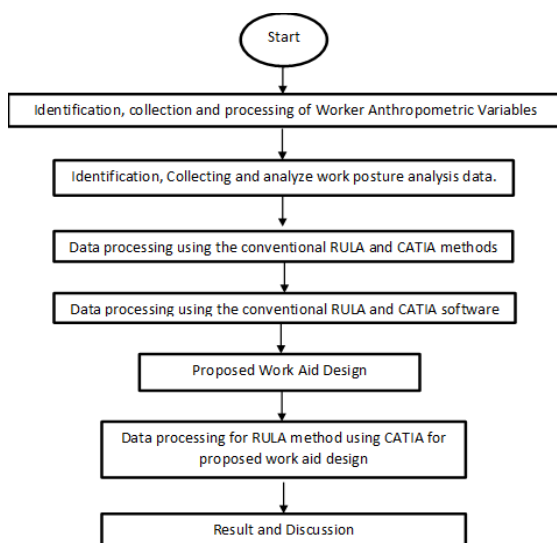 Start
Identification, collection and processing of Worker Anthropometric Variables
Identification, Collecting and analyze work posture analysis data.
Data processing using the conventional RULA and CATIA methods
Data processing using the conventional RULA and CATIA software
Proposed Work Aid Design
Data processing for RULA method using CATIA for
proposed work aid design
Result and Discussion